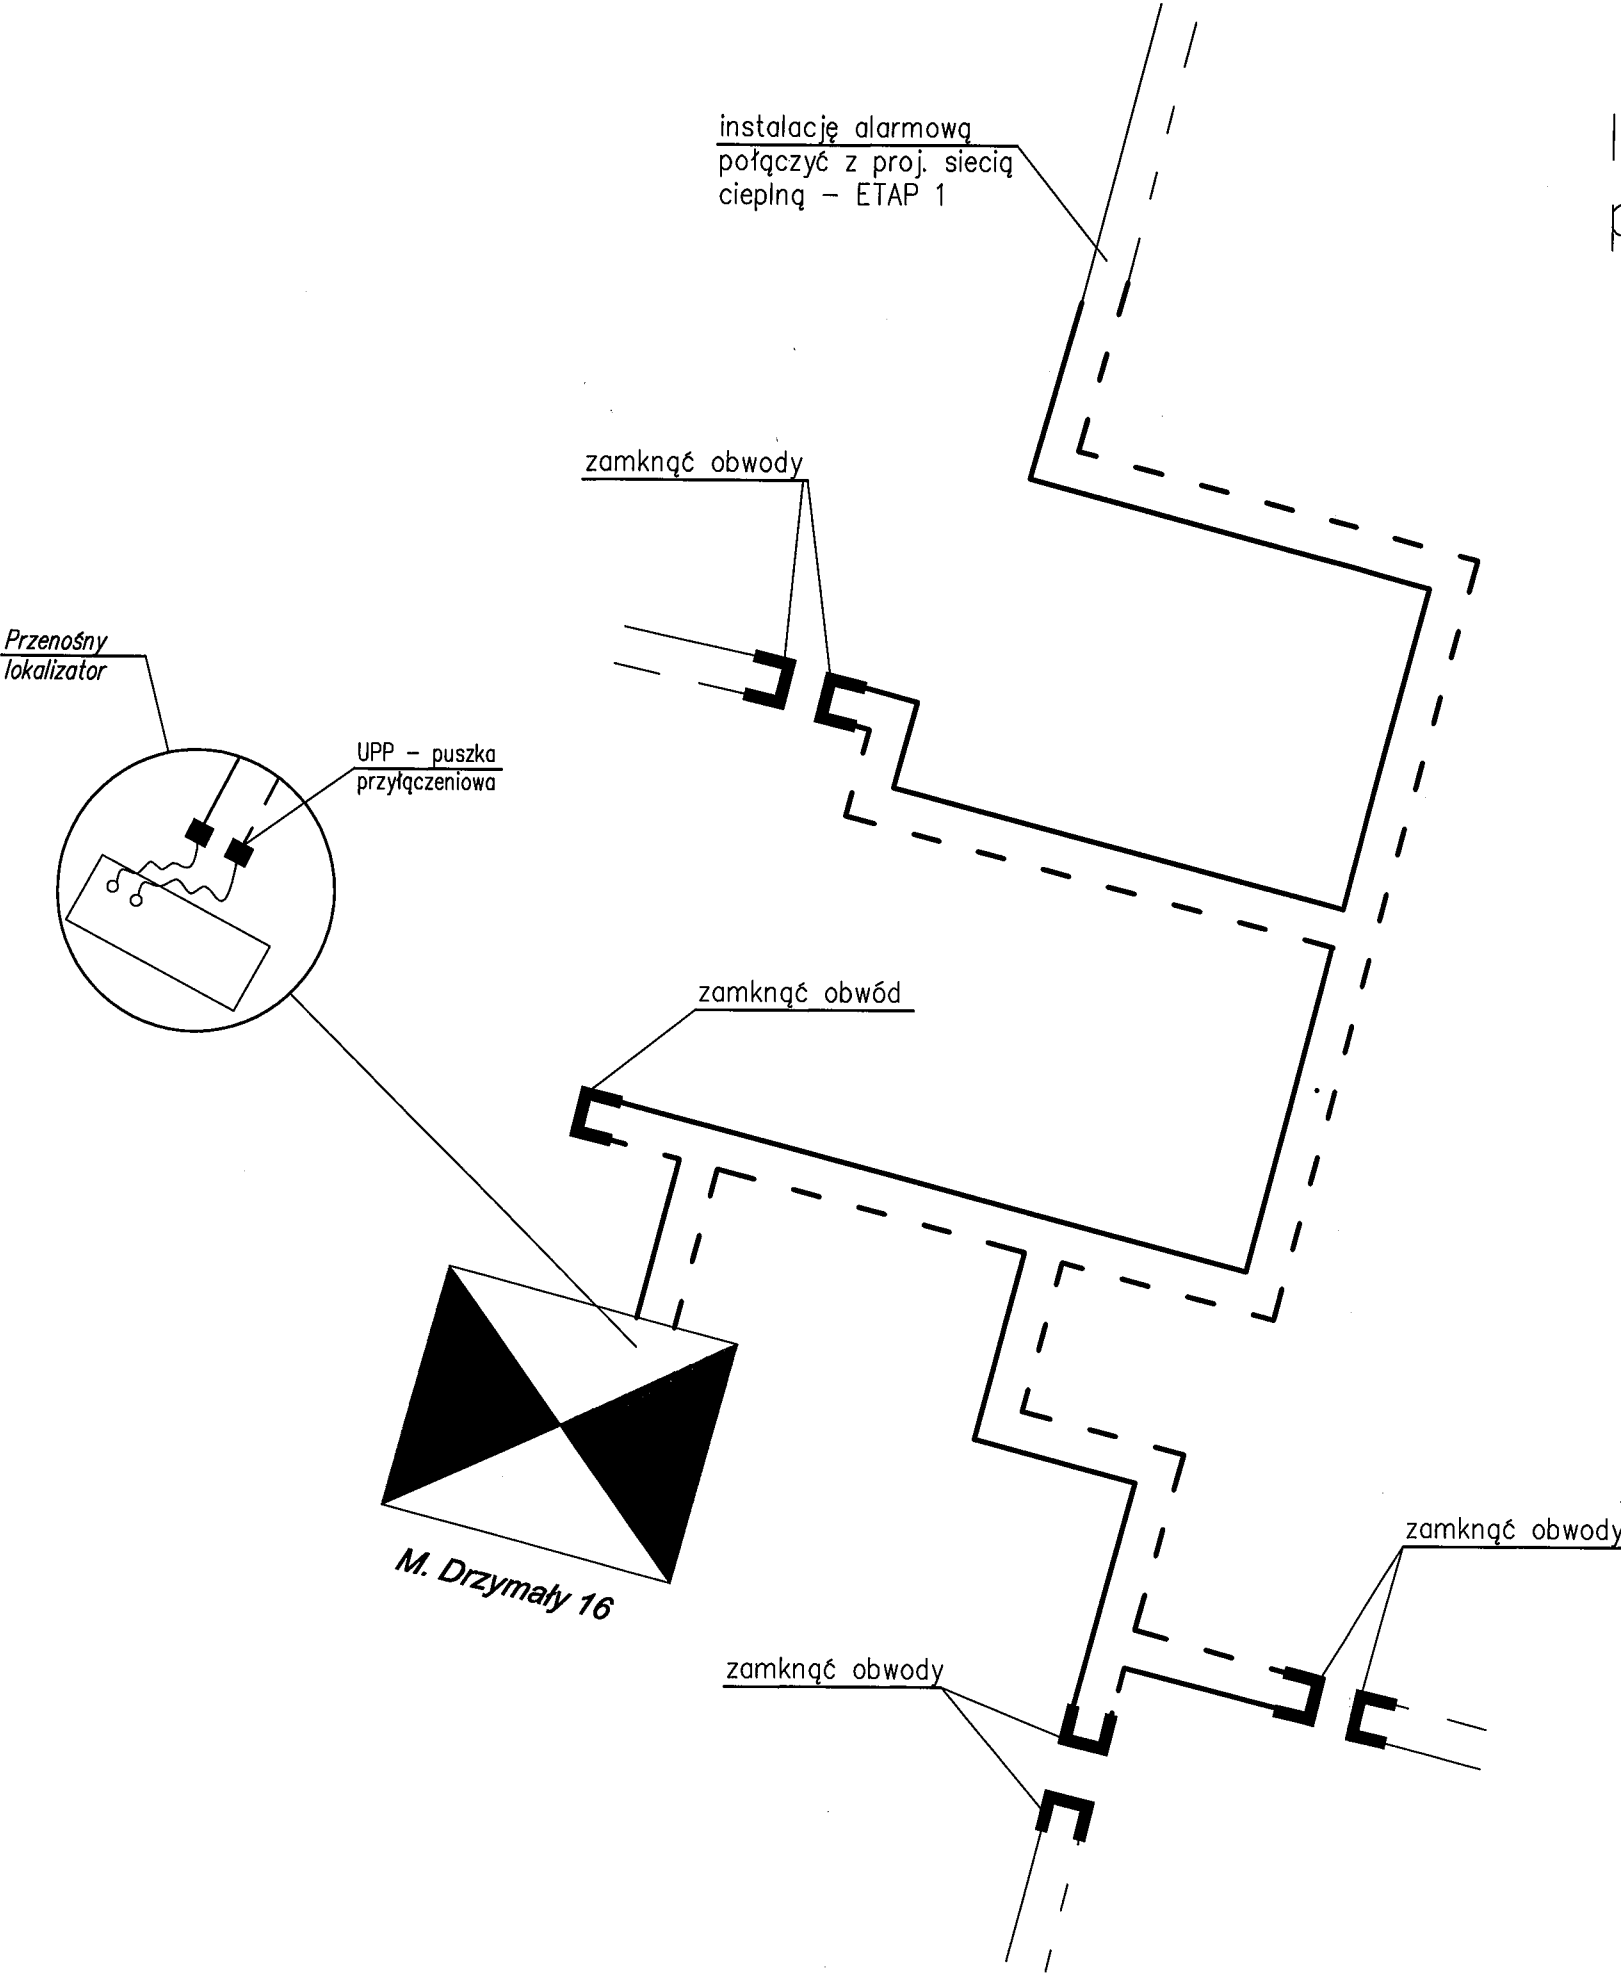 instalację alarmową
połączyć z proj. siecią
cieplną – ETAP 1
zamknąć obwody
Przenośny
lokalizator
UPP – puszka
przyłączeniowa
zamknąć obwód
M. Drzymały 16
zamknąć obwody
zamknąć obwody